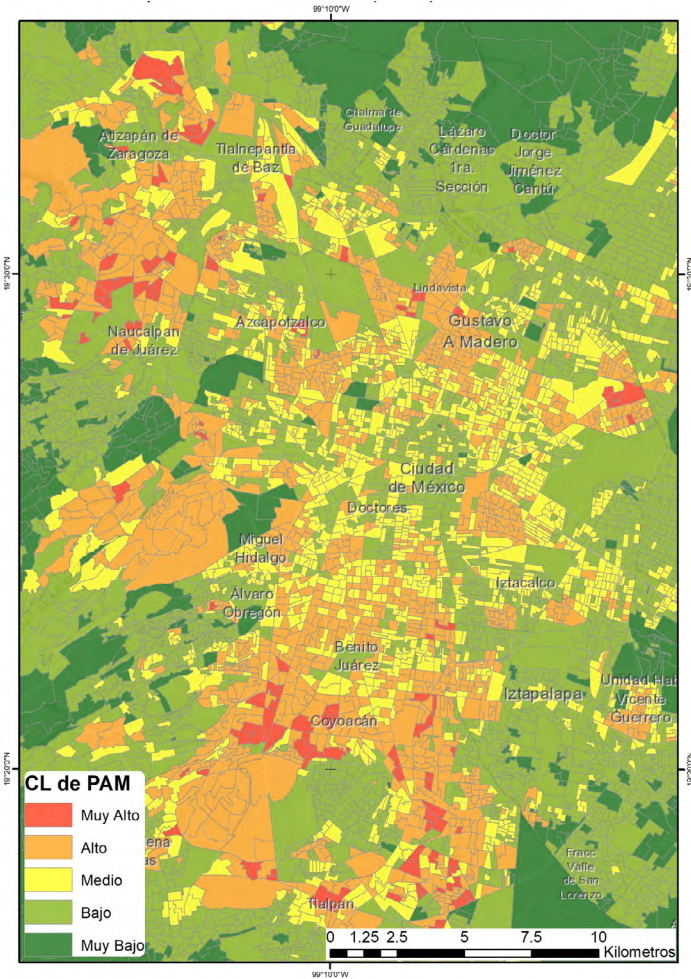 99°10'0"W
Chalma de
Guadalupe
Atizapán de
Zaragoza
Tlalnepantla
de Baz
Lázaro
Cárdenas
1ra.
Sección
Doctor
Jorge
Jiménez
Cantú
19°30'0"N
Lindavista
Azcapotzalco
Gustavo
A Madero
Naucalpan
de Juárez
Ciudad
de México
Doctores
Miguel
Hidalgo
Iztacalco
Álvaro
Obregón
Benito
Juárez
Unidad Hab
Vicente
Guerrero
Iztapalapa
Coyoacán
19°20'0"N
19°20'0"N
CL de PAM
Muy Alto
Alto
Medio
Bajo
Muy Bajo
ena
as
Fracc
Valle
de San
Lorenzo
Tlalpan
0 1.25 2.5 5 7.5 10
Kilometros
99°10'0"W